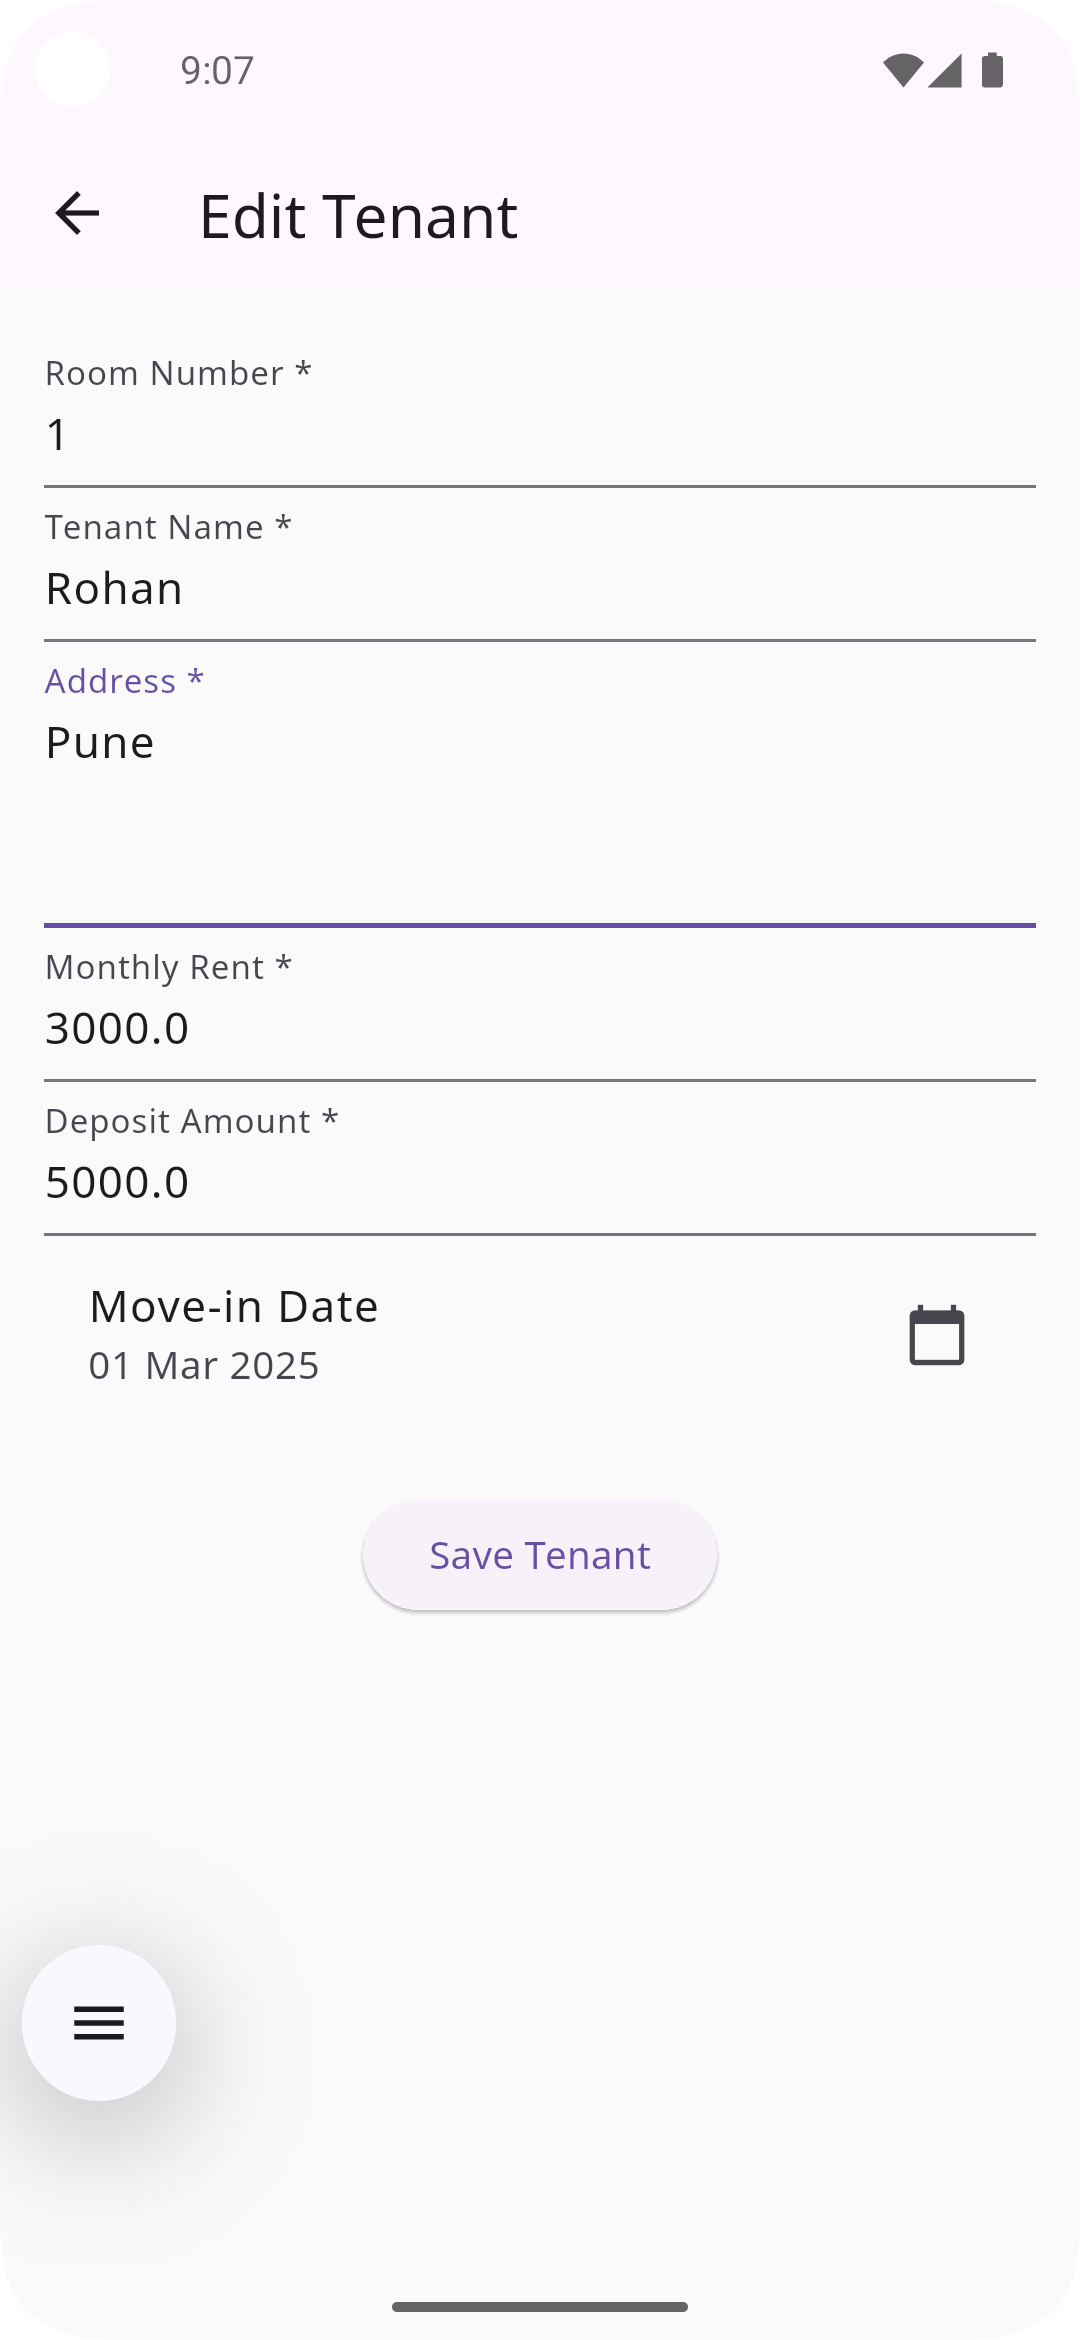 9:07
Edit Tenant
Room Number *
1
Tenant Name *
Rohan
Address *
Pune
Monthly Rent *
3000.0
Deposit Amount *
5000.0
Move-in Date
01 Mar 2025
Save Tenant